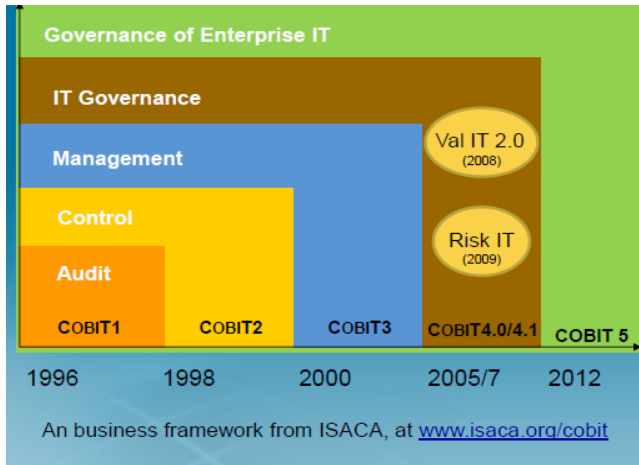 Governance of Enterprise IT
IT Governance
Val IT 2.0
(2008)
Management
Control
Risk IT
(2009)
Audit
COBIT1 COBIT2 COBIT3 COBIT4.0/4.1 COBIT 5
1996 1998 2000 2005/7 2012
An business framework from ISACA, at www.isaca.org/cobit